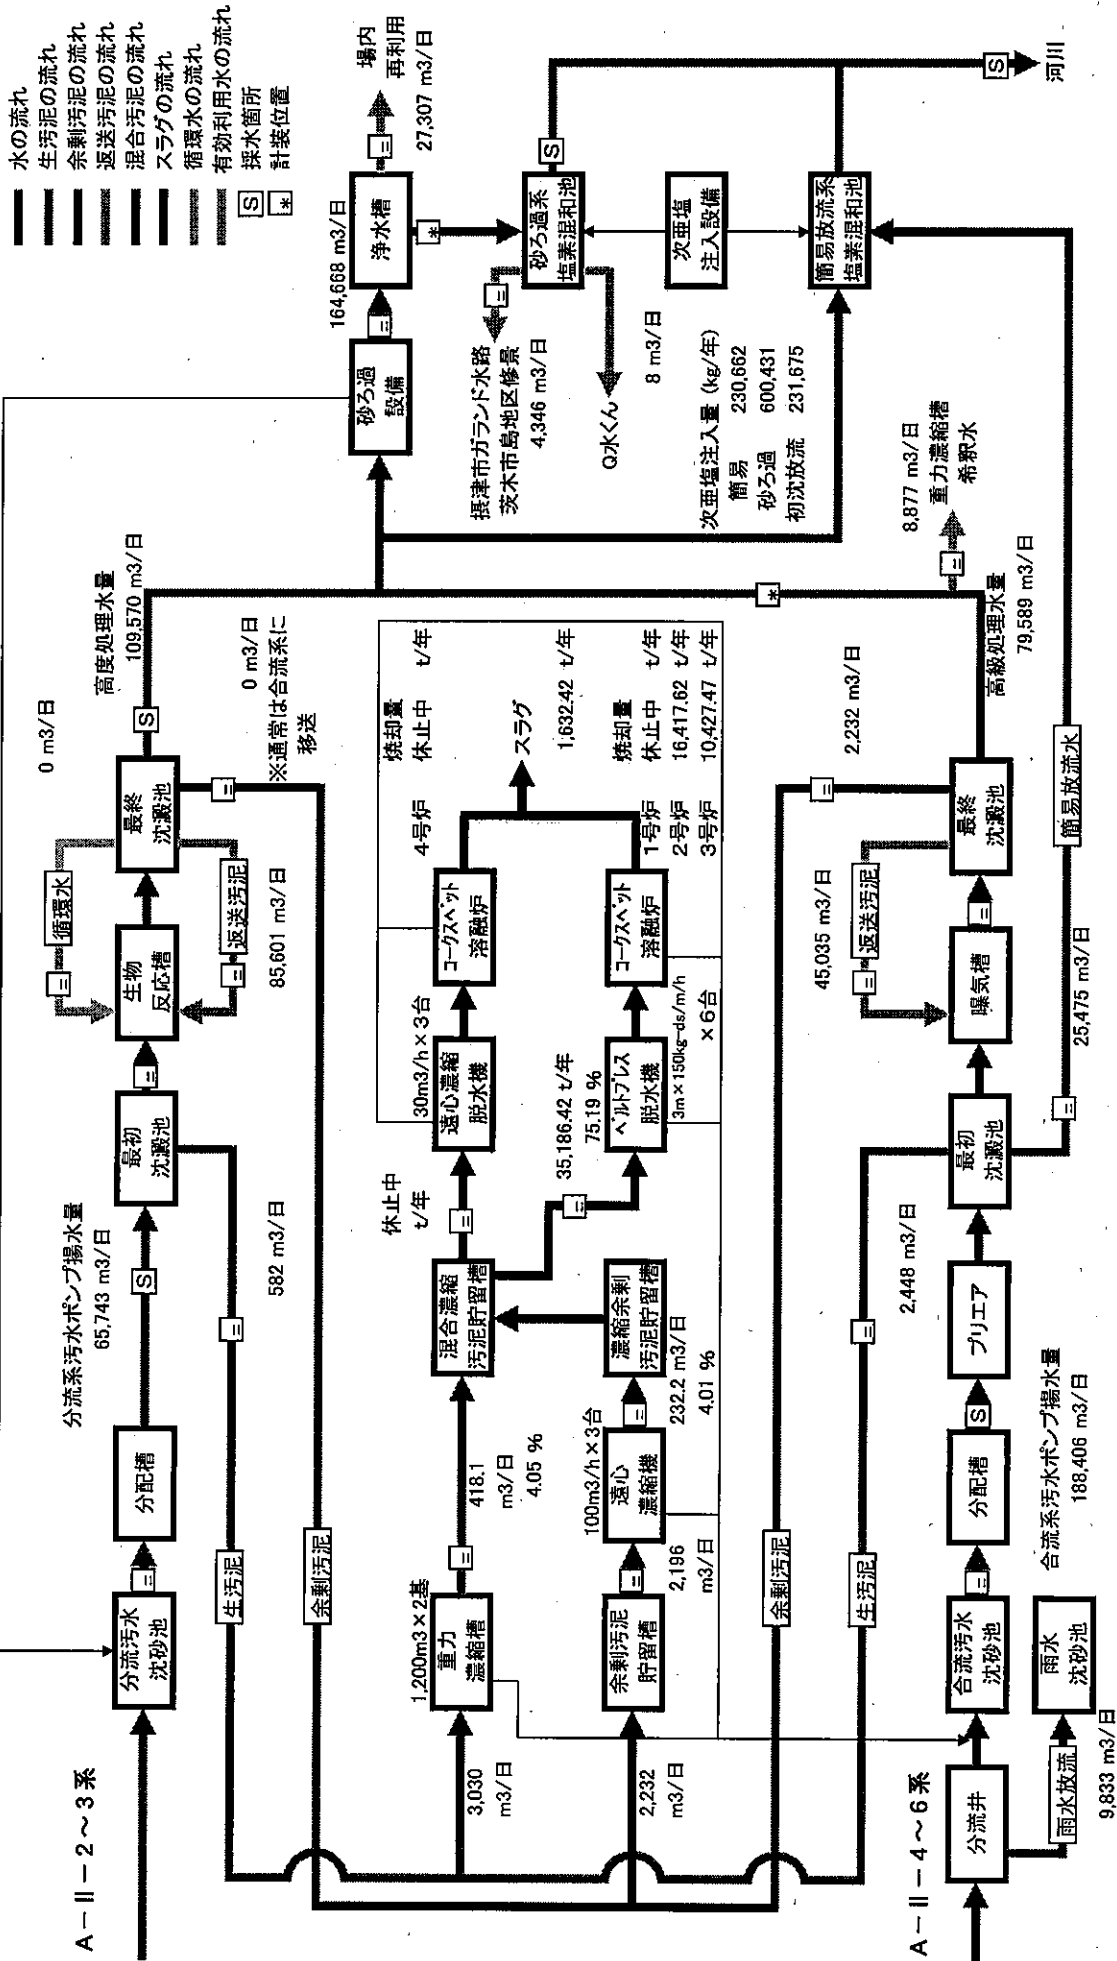 水の流れ
生汚泥の流れ
余剰汚泥の流れ
返送汚泥の流れ
混合汚泥の流れ
スラグの流れ
循環水の流れ
有効利用水の流れ
S 採水箇所
* 計装位置
A－Ⅱ－2～3系
分流汚水
沈砂池
=
分配槽
分流系汚水ポンプ揚水量
65,743 m3/日
S
最初
沈澱池
=
生物
反応槽
循環水
=
返送汚泥
=
85,601 m3/日
最終
沈澱池
0 m3/日
S
高度処理水量
109,570 m3/日
=
0 m3/日
※通常は合流系に
移送
=
582 m3/日
生汚泥
余剰汚泥
砂ろ過
設備
=
164,668 m3/日
浄水槽
=
場内
再利用
27,307 m3/日
*
砂ろ過系
塩素混和池
S
=
摂津市ガランド水路
茨木市島地区修景
4,346 m3/日
Q水くん
8 m3/日
次亜塩
注入設備
簡易放流系
塩素混和池
S
河川
次亜塩注入量 (kg/年)
簡易 230,662
砂ろ過 600,431
初沈放流 231,675
3,030
m3/日
1,200m3×2基
重力
濃縮槽
=
418.1
m3/日
4.05 %
混合濃縮
汚泥貯留槽
=
休止中
t/年
30m3/h×3台
遠心濃縮
脱水機
コークスベット
溶融炉
焼却量
4号炉 休止中 t/年
スラグ
1,632.42 t/年
2,232
m3/日
余剰汚泥
貯留槽
=
2,196
m3/日
100m3/h×3台
遠心
濃縮機
=
232.2 m3/日
4.01 %
濃縮余剰
汚泥貯留槽
=
35,186.42 t/年
75.19 %
ベルトプレス
脱水機
3m×150kg-ds/m/h
×6台
コークスベット
溶融炉
焼却量
1号炉 休止中 t/年
2号炉 16,417.62 t/年
3号炉 10,427.47 t/年
余剰汚泥
=
2,232 m3/日
生汚泥
=
2,448 m3/日
A－Ⅱ－4～6系
分流井
雨水放流
9,833 m3/日
雨水
沈砂池
合流汚水
沈砂池
=
合流系汚水ポンプ揚水量
188,406 m3/日
分配槽
S
プリエア
最初
沈澱池
=
25,475 m3/日
簡易放流水
曝気槽
=
返送汚泥
=
45,035 m3/日
最終
沈澱池
高級処理水量
79,589 m3/日
=
8,877 m3/日
重力濃縮槽
希釈水
*